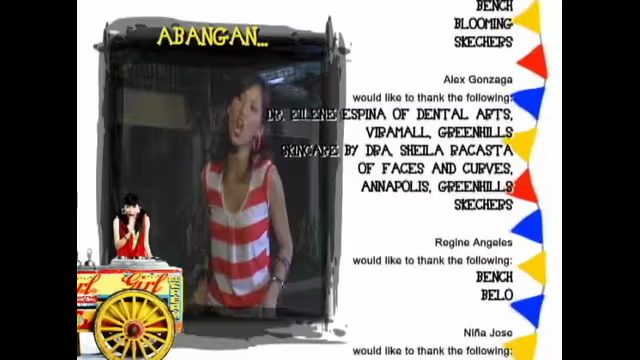 ABANGAN...
BENCH
BLOOMING
SKECHERS
Alex Gonzaga
would like to thank the following:
DR. EILENE ESPINA OF DENTAL ARTS,
VIRAMALL, GREENHILLS
SKINCARE BY DRA. SHEILA RACASTA
OF FACES AND CURVES,
ANNAPOLIS, GREENHILLS
SKECHERS
Regine Angeles
would like to thank the following:
BENCH
BELO
Niña Jose
would like to thank the following:
Girl
Girl